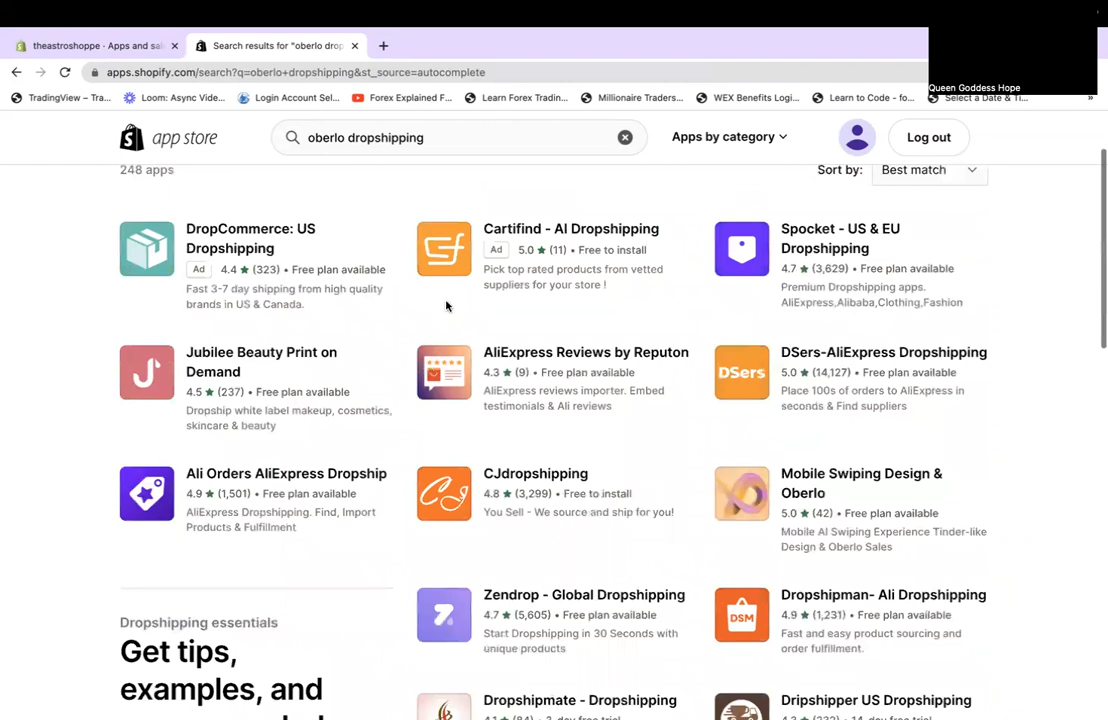 theastroshoppe · Apps and sal
Search results for "oberlo drop
apps.shopify.com/search?q=oberlo+dropshipping&st_source=autocomplete
Queen Goddess Hope
TradingView – Tra...
Loom: Async Vide...
Login Account Sel...
Forex Explained F...
Learn Forex Tradin...
Millionaire Traders...
WEX Benefits Logi...
Learn to Code - fo...
Select a Date & Ti...
»
app store
oberlo dropshipping
Apps by category
Log out
248 apps
Sort by:
Best match
DropCommerce: US
Dropshipping
Ad 4.4 ★ (323) • Free plan available
Fast 3-7 day shipping from high quality
brands in US & Canada.
Cartifind - AI Dropshipping
Ad 5.0 ★ (11) • Free to install
Pick top rated products from vetted
suppliers for your store !
Spocket ‑ US & EU
Dropshipping
4.7 ★ (3,629) • Free plan available
Premium Dropshipping apps.
AliExpress,Alibaba,Clothing,Fashion
Jubilee Beauty Print on
Demand
4.5 ★ (237) • Free plan available
Dropship white label makeup, cosmetics,
skincare & beauty
AliExpress Reviews by Reputon
4.3 ★ (9) • Free plan available
AliExpress reviews importer. Embed
testimonials & Ali reviews
DSers
DSers-AliExpress Dropshipping
5.0 ★ (14,127) • Free plan available
Place 100s of orders to AliExpress in
seconds & Find suppliers
Ali Orders AliExpress Dropship
4.9 ★ (1,501) • Free plan available
AliExpress Dropshipping. Find, Import
Products & Fulfillment
CJ
CJdropshipping
4.8 ★ (3,299) • Free to install
You Sell - We source and ship for you!
Mobile Swiping Design &
Oberlo
5.0 ★ (42) • Free plan available
Mobile AI Swiping Experience Tinder-like
Design & Oberlo Sales
Dropshipping essentials
Get tips,
examples, and
Zendrop ‑ Global Dropshipping
4.7 ★ (5,605) • Free plan available
Start Dropshipping in 30 Seconds with
unique products
DSM
Dropshipman- Ali Dropshipping
4.9 ★ (1,231) • Free plan available
Fast and easy product sourcing and
order fulfillment.
Dropshipmate - Dropshipping
Dripshipper US Dropshipping